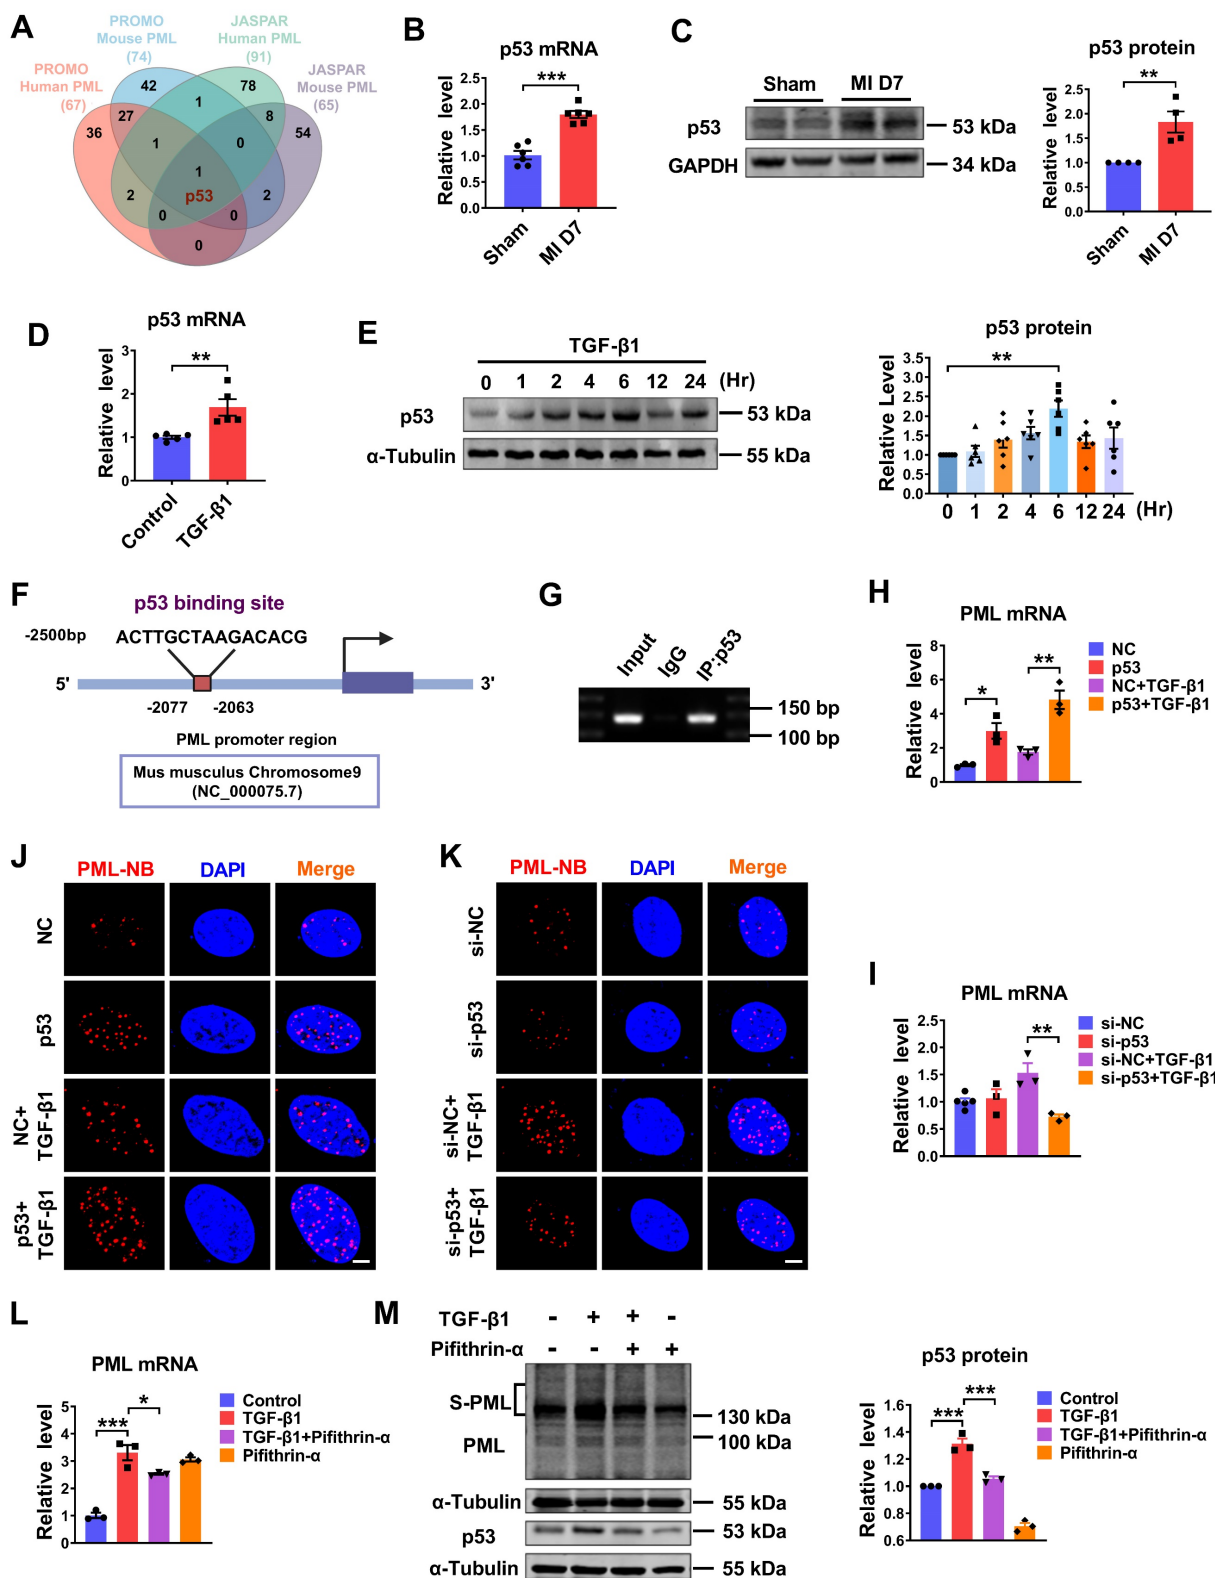 A
PROMO
Mouse PML
(74)
JASPAR
Human PML
(91)
PROMO
Human PML
(67)
JASPAR
Mouse PML
(65)
42
78
1
27
8
36
54
1
0
1
p53
2
2
0
0
0
B
p53 mRNA
***
Relative level
2.5
2.0
1.5
1.0
0.5
0.0
Sham
MI D7
C
Sham
MI D7
p53
53 kDa
GAPDH
34 kDa
p53 protein
**
Relative level
2.5
2.0
1.5
1.0
0.5
0.0
Sham
MI D7
D
p53 mRNA
**
Relative level
3
2
1
0
Control
TGF-β1
E
TGF-β1
0 1 2 4 6 12 24 (Hr)
p53
53 kDa
α-Tubulin
55 kDa
p53 protein
**
Relative Level
3.5
3.0
2.5
2.0
1.5
1.0
0.5
0.0
0 1 2 4 6 12 24 (Hr)
F
p53 binding site
-2500bp
ACTTGCTAAGACACG
5'
3'
-2077
-2063
PML promoter region
Mus musculus Chromosome9
(NC_000075.7)
G
Input
IgG
IP:p53
150 bp
100 bp
H
PML mRNA
*
**
Relative level
8
6
4
2
0
NC
p53
NC+TGF-β1
p53+TGF-β1
J
PML-NB
DAPI
Merge
NC
p53
NC+
TGF-β1
p53+
TGF-β1
K
PML-NB
DAPI
Merge
si-NC
si-p53
si-NC+
TGF-β1
si-p53+
TGF-β1
I
PML mRNA
**
Relative level
2.5
2.0
1.5
1.0
0.5
0.0
si-NC
si-p53
si-NC+TGF-β1
si-p53+TGF-β1
L
PML mRNA
***
*
Relative level
5
4
3
2
1
0
Control
TGF-β1
TGF-β1+Pifithrin-α
Pifithrin-α
M
TGF-β1 - + + -
Pifithrin-α - - + +
S-PML
130 kDa
PML
100 kDa
α-Tubulin
55 kDa
p53
53 kDa
α-Tubulin
55 kDa
p53 protein
***
***
Relative level
1.6
1.4
1.2
1.0
0.8
0.6
Control
TGF-β1
TGF-β1+Pifithrin-α
Pifithrin-α